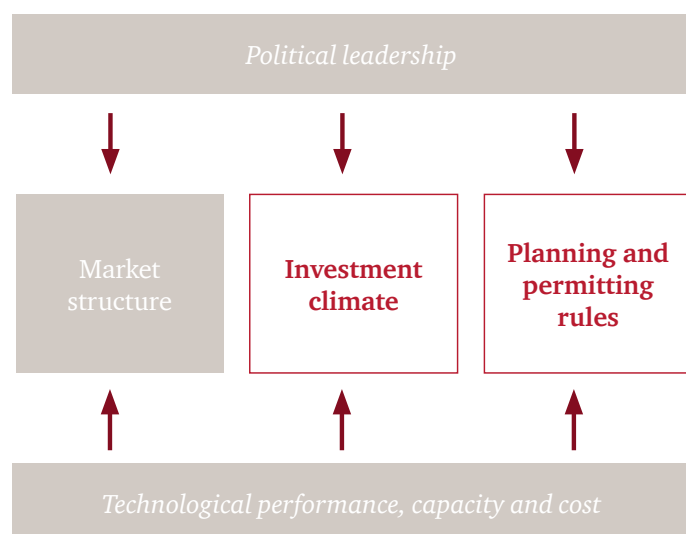 Political leadership
Market
structure
Investment
climate
Planning and
permitting
rules
Technological performance, capacity and cost